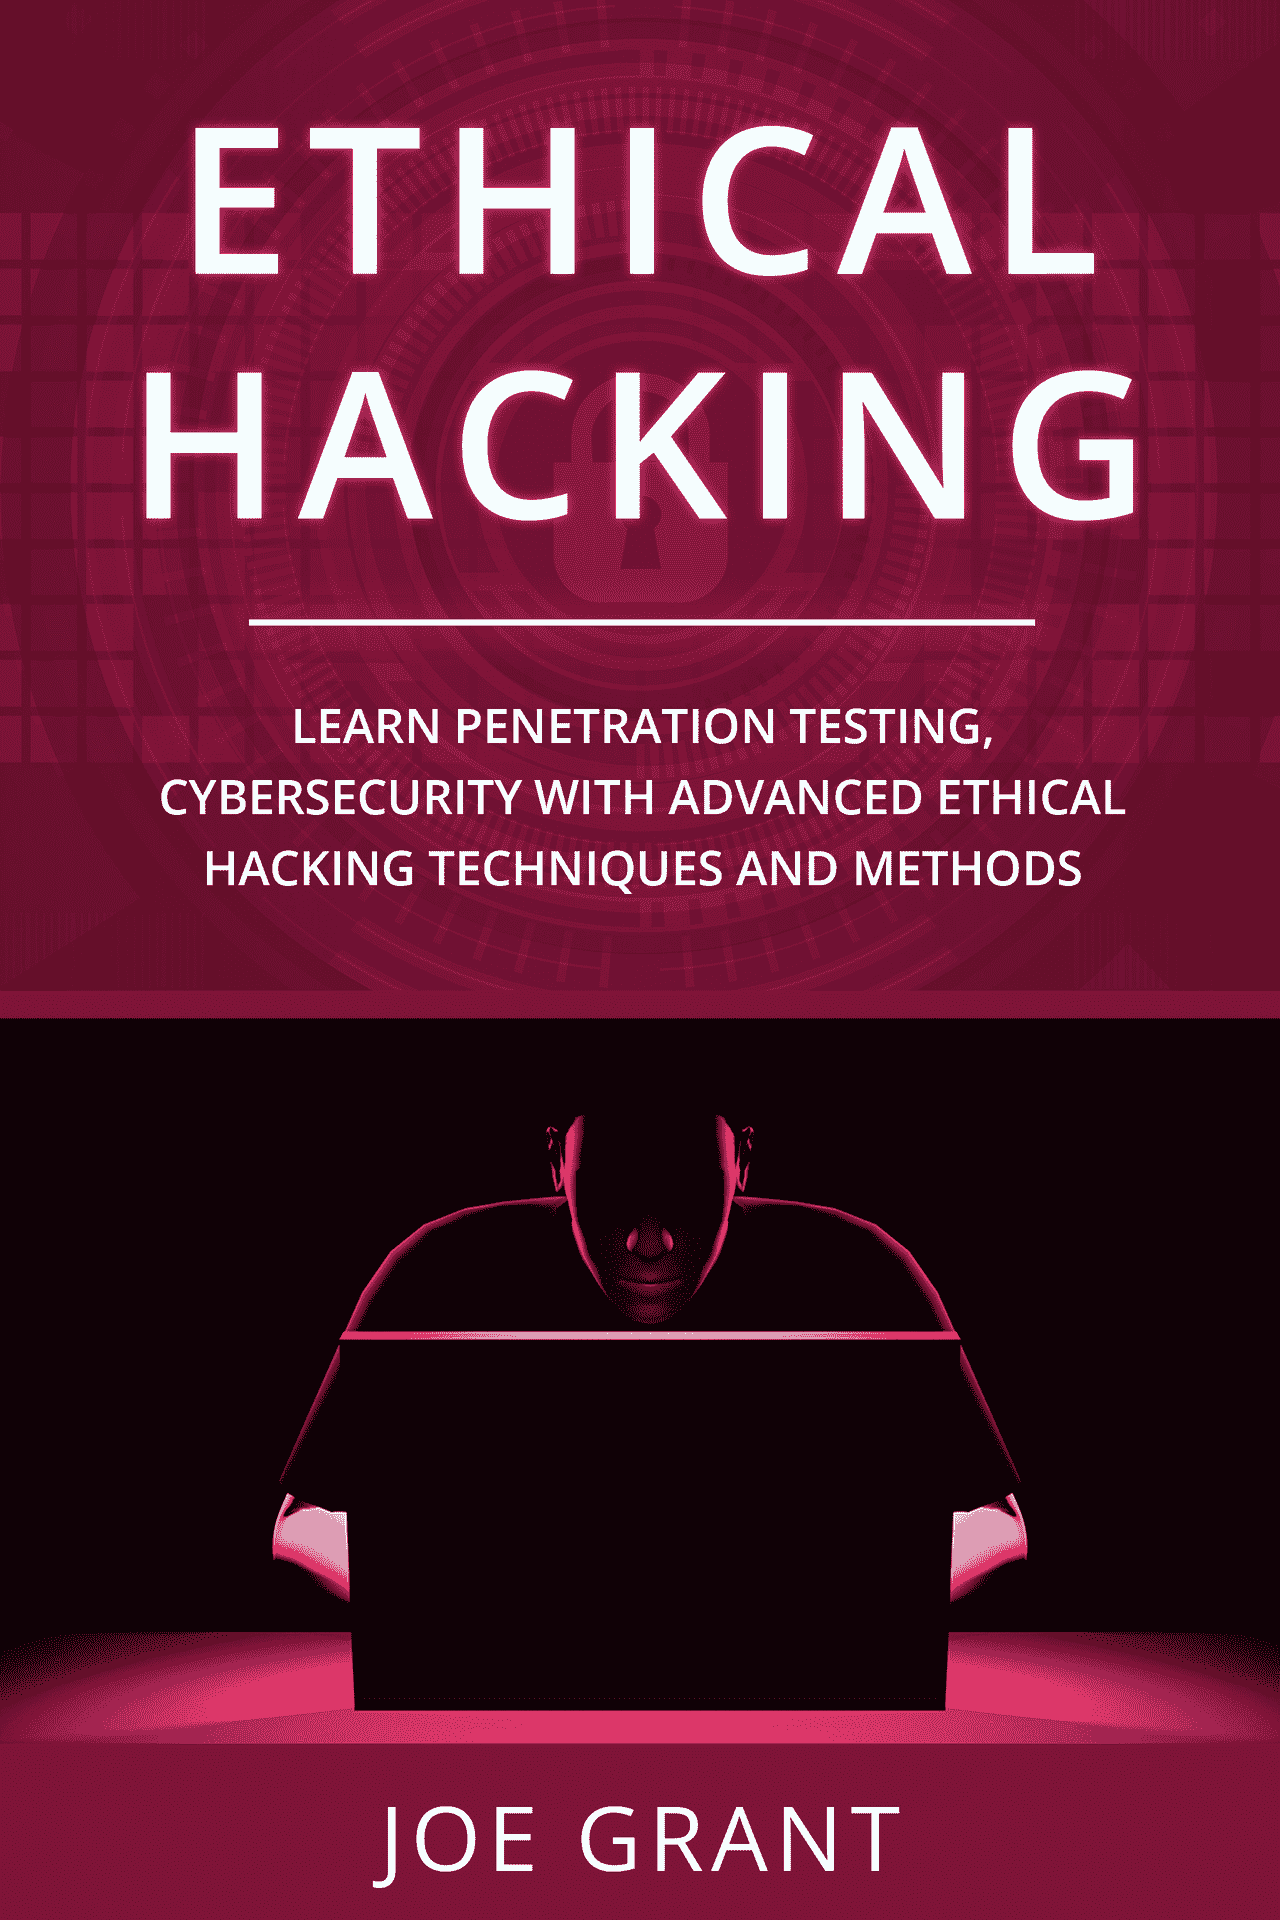 ETHICAL
HACKING
LEARN PENETRATION TESTING,
CYBERSECURITY WITH ADVANCED ETHICAL
HACKING TECHNIQUES AND METHODS
JOE GRANT